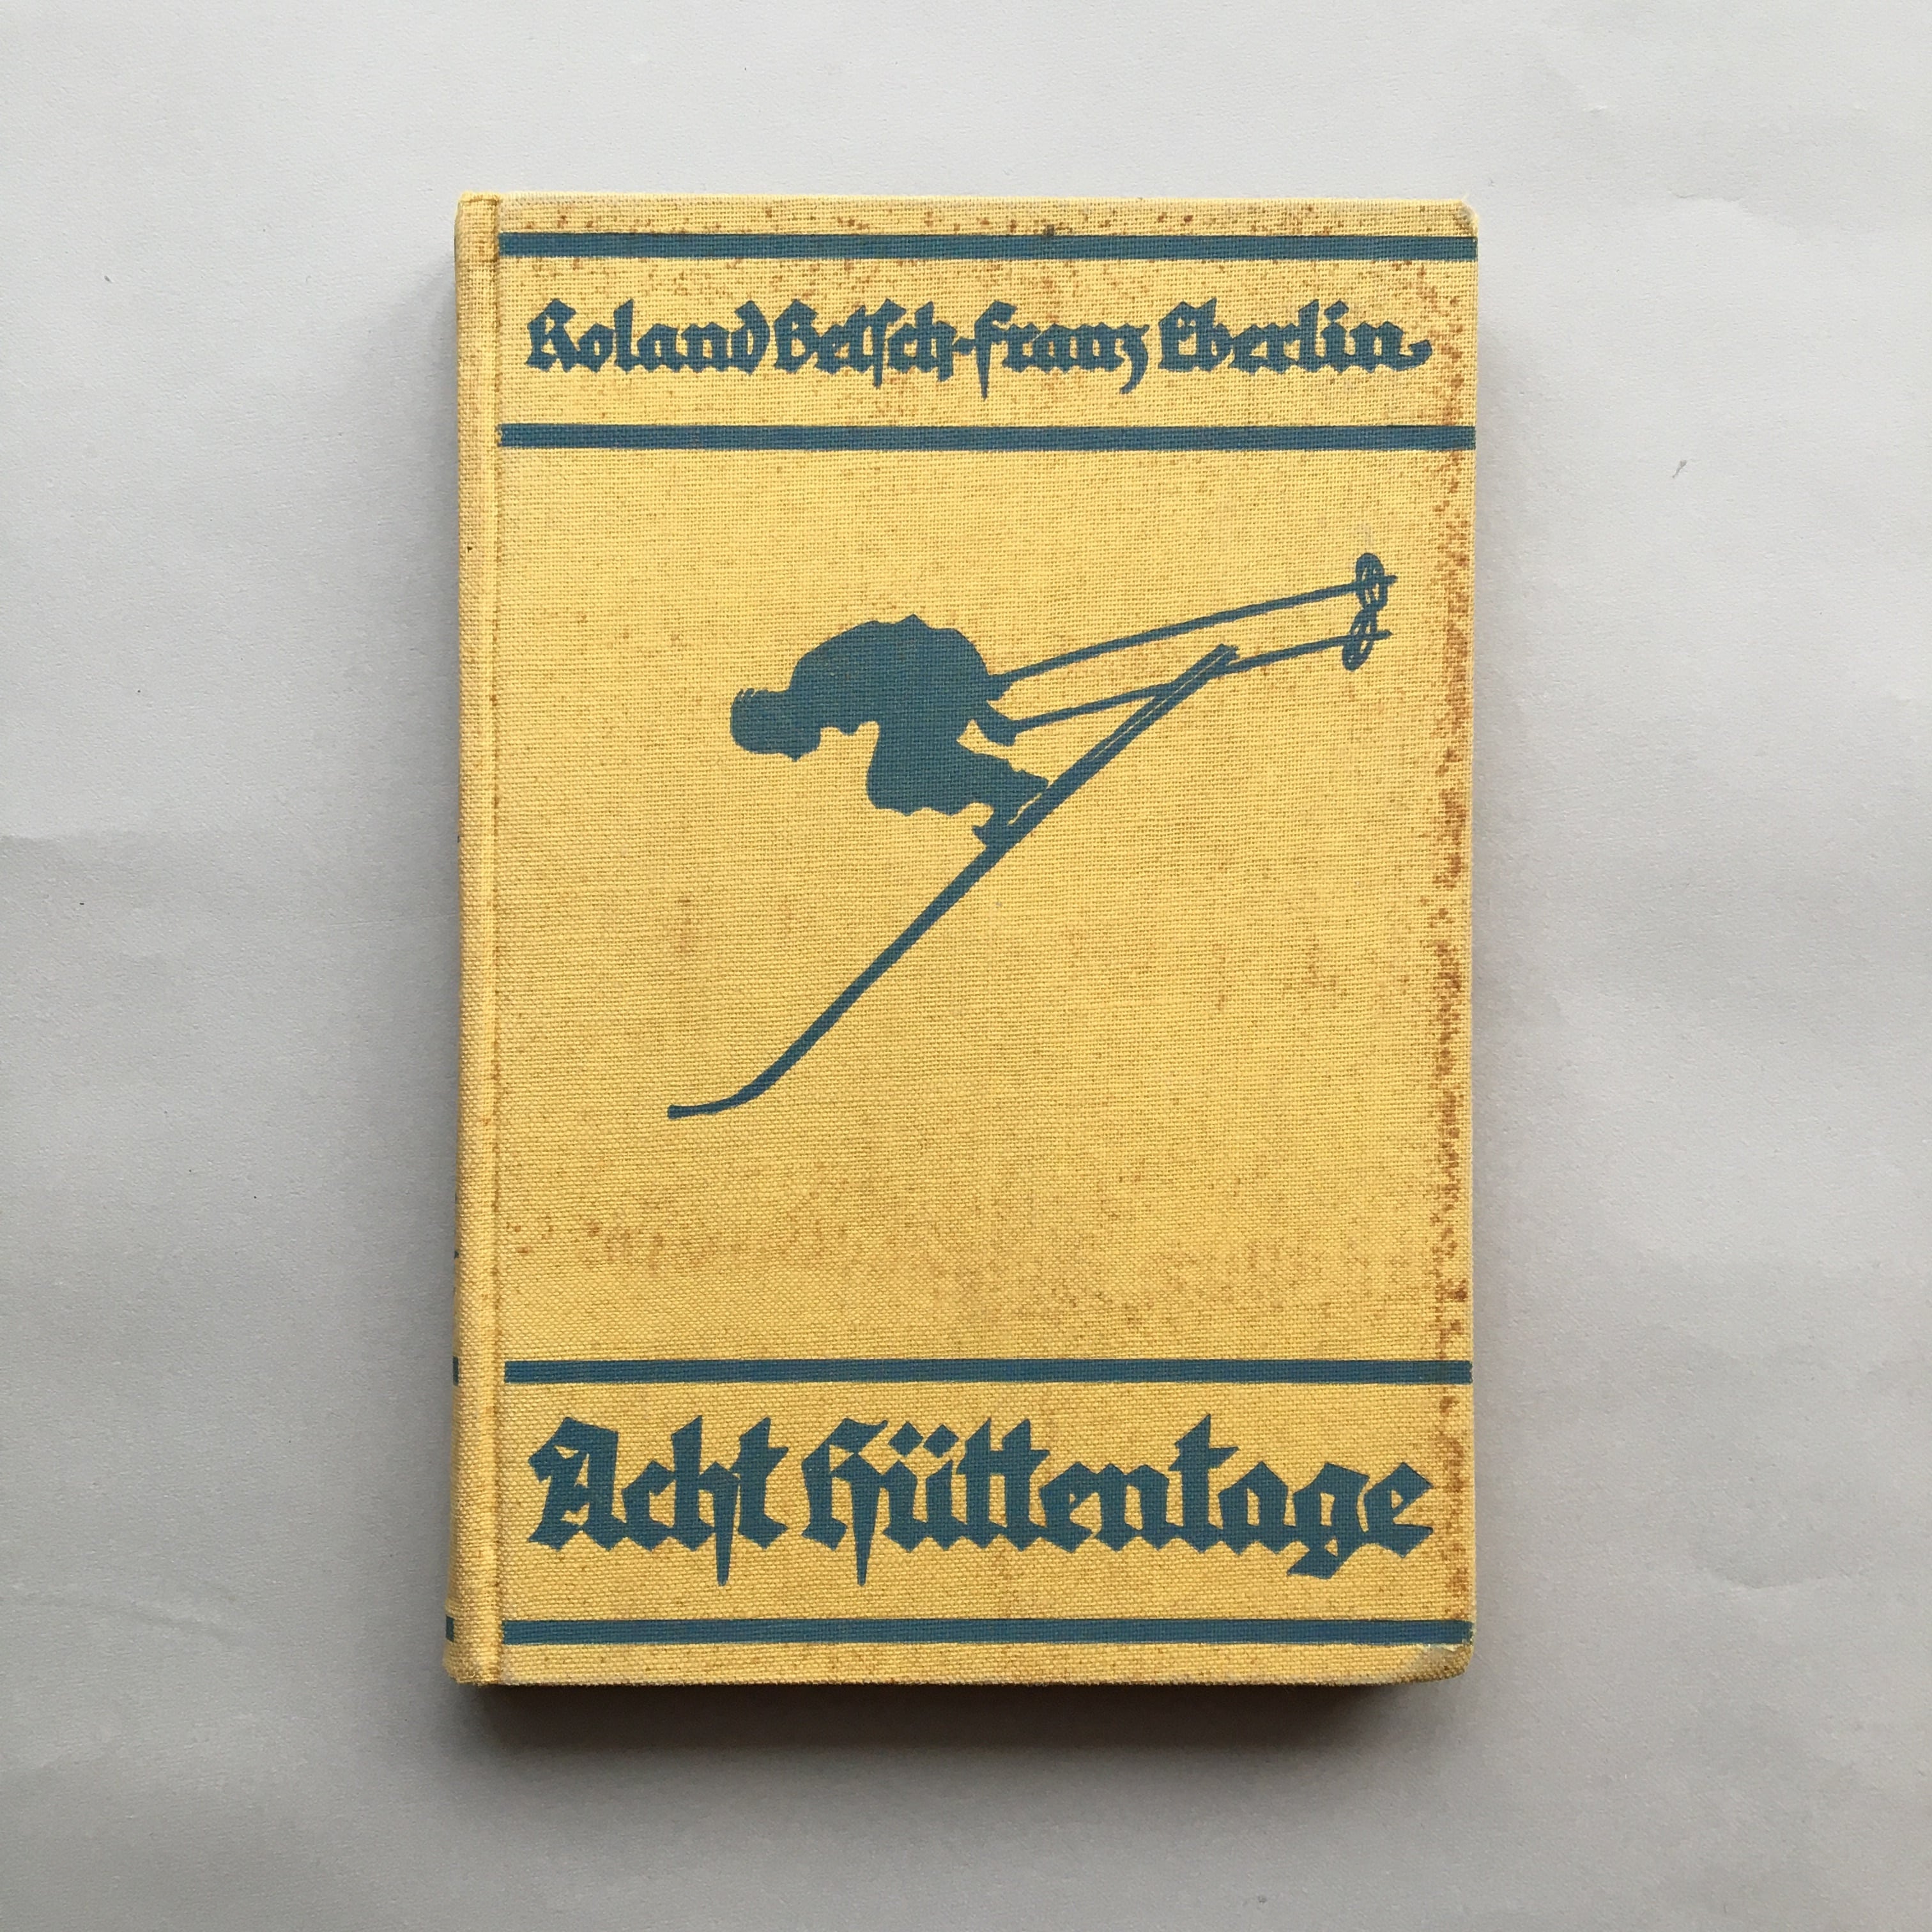 Roland Betsch-Franz Eberlin
Acht Hüttentage